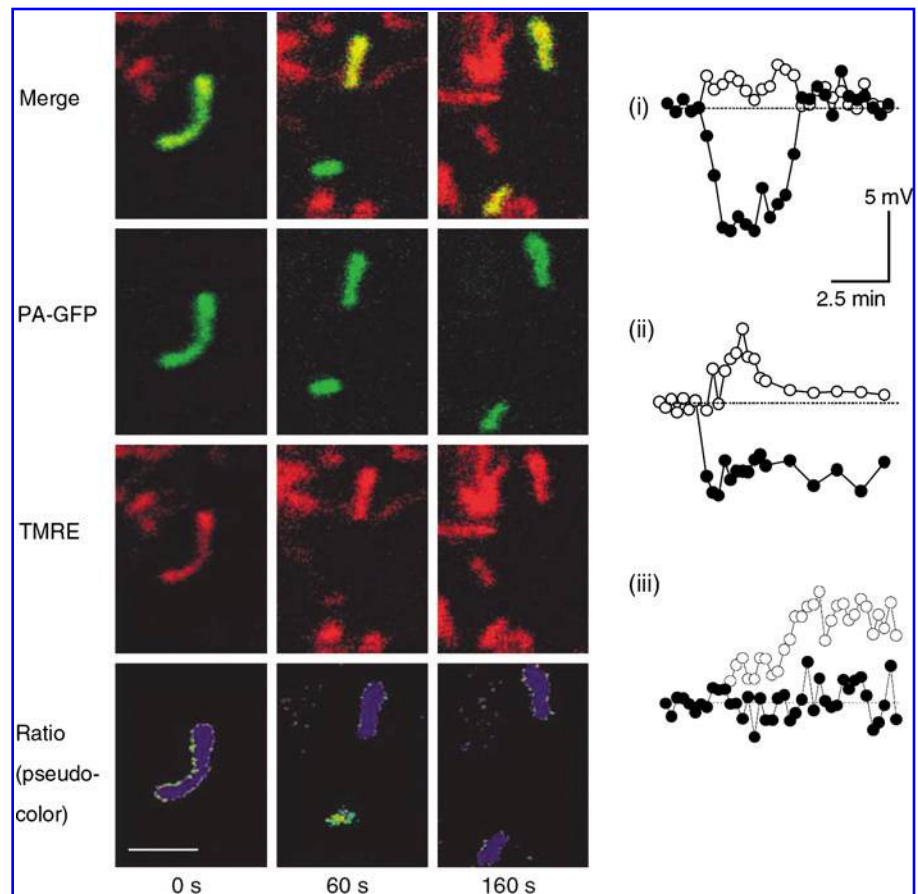 Merge
PA-GFP
TMRE
Ratio
(pseudo-
color)
0 s
60 s
160 s
(i)
5 mV
2.5 min
(ii)
(iii)